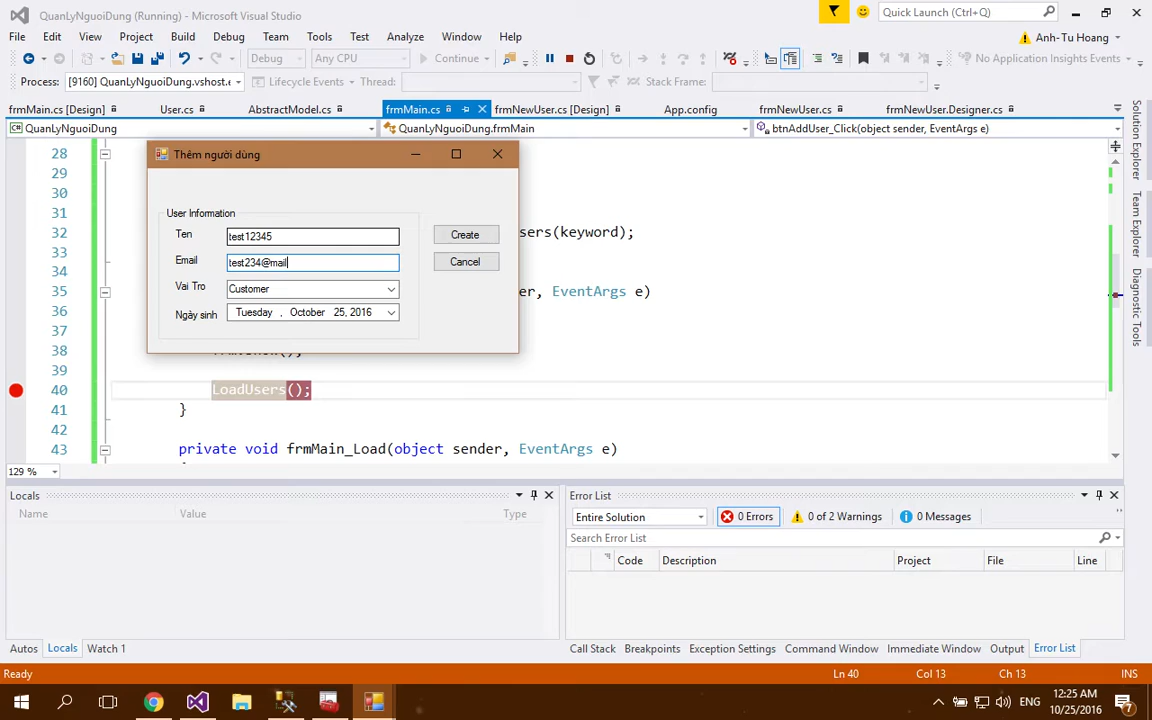 QuanLyNguoiDung (Running) - Microsoft Visual Studio
Quick Launch (Ctrl+Q)
File Edit View Project Build Debug Team Tools Test Analyze Window Help
Anh-Tu Hoang
Debug Any CPU Continue No Application Insights Events
Process: [9160] QuanLyNguoiDung.vshost.e Lifecycle Events Thread: Stack Frame:
frmMain.cs [Design] User.cs AbstractModel.cs frmMain.cs frmNewUser.cs [Design] App.config frmNewUser.cs frmNewUser.Designer.cs
QuanLyNguoiDung QuanLyNguoiDung.frmMain btnAddUser_Click(object sender, EventArgs e)
28
29
30
31
32 sers(keyword);
33
34
35 er, EventArgs e)
36
37
38
39
40 LoadUsers();
41 }
42
43 private void frmMain_Load(object sender, EventArgs e)
Thêm người dùng
User Information
Ten test12345 Create
Email test234@mail Cancel
Vai Tro Customer
Ngày sinh Tuesday , October 25, 2016
Solution Explorer
Team Explorer
Diagnostic Tools
129 %
Locals
Name Value Type
Error List
Entire Solution 0 Errors 0 of 2 Warnings 0 Messages
Search Error List
Code Description Project File Line
Autos Locals Watch 1
Call Stack Breakpoints Exception Settings Command Window Immediate Window Output Error List
Ready Ln 40 Col 13 Ch 13 INS
ENG 12:25 AM
10/25/2016
7